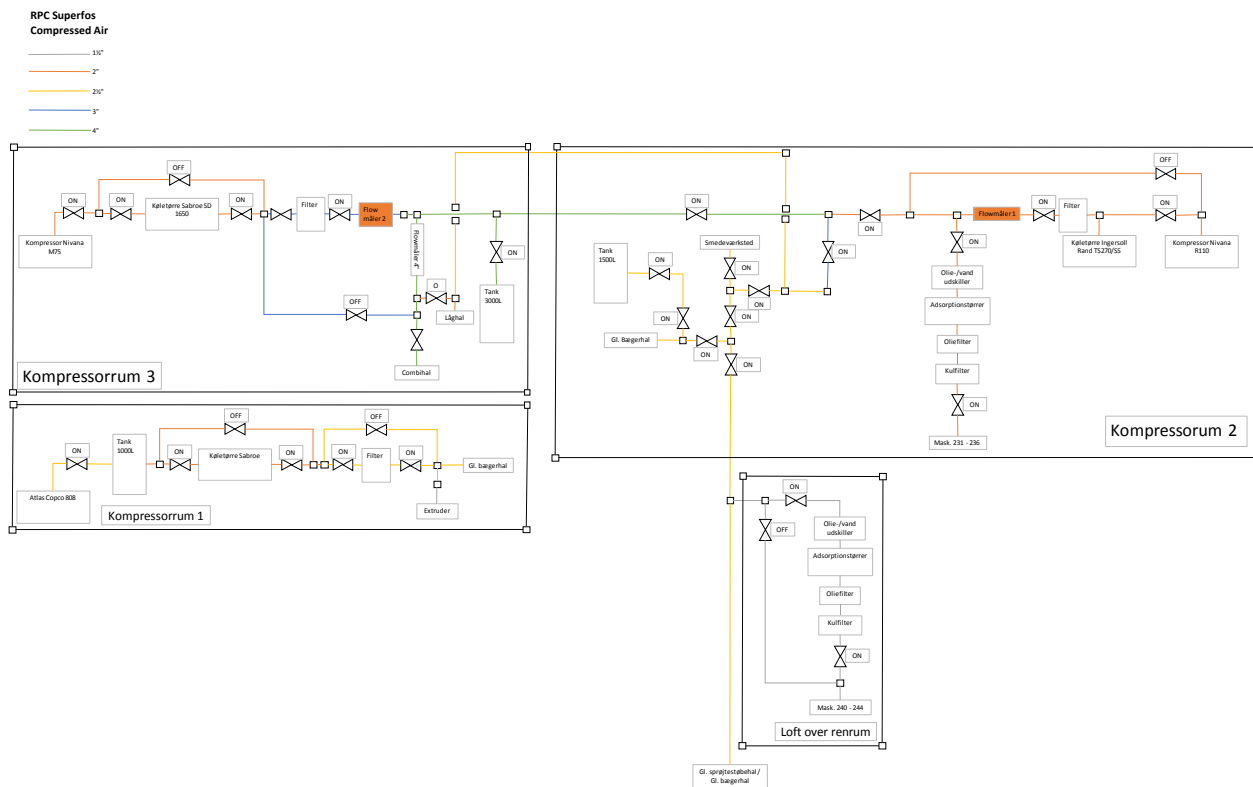 RPC Superfos
Compressed Air
1½”
2”
2½”
3”
4”
OFF
ON
ON
Køletørre Sabroe SD
1650
ON
Filter
ON
Flow
måler 2
Kompressor Nivana
M75
Flowmåler 4”
ON
O
Tank
3000L
OFF
Låghal
Combihal
Kompressorrum 3
ON
Tank
1500L
ON
Smedeværksted
ON
ON
ON
ON
ON
Gl. Bægerhal
ON
ON
ON
OFF
Flowmåler 1
ON
Filter
ON
ON
Køletørre Ingersoll
Rand TS270/SS
Kompressor Nivana
R110
Olie-/vand
udskiller
Adsorptionstørrer
Oliefilter
Kulfilter
ON
Mask. 231 - 236
Kompressorum 2
OFF
OFF
ON
Tank
1000L
ON
Køletørre Sabroe
ON
ON
Filter
ON
Gl. bægerhal
Atlas Copco 808
Extruder
Kompressorrum 1
ON
OFF
Olie-/vand
udskiller
Adsorptionstørrer
Oliefilter
Kulfilter
ON
Mask. 240 - 244
Loft over renrum
Gl. sprøjtestøbehal /
Gl. bægerhal